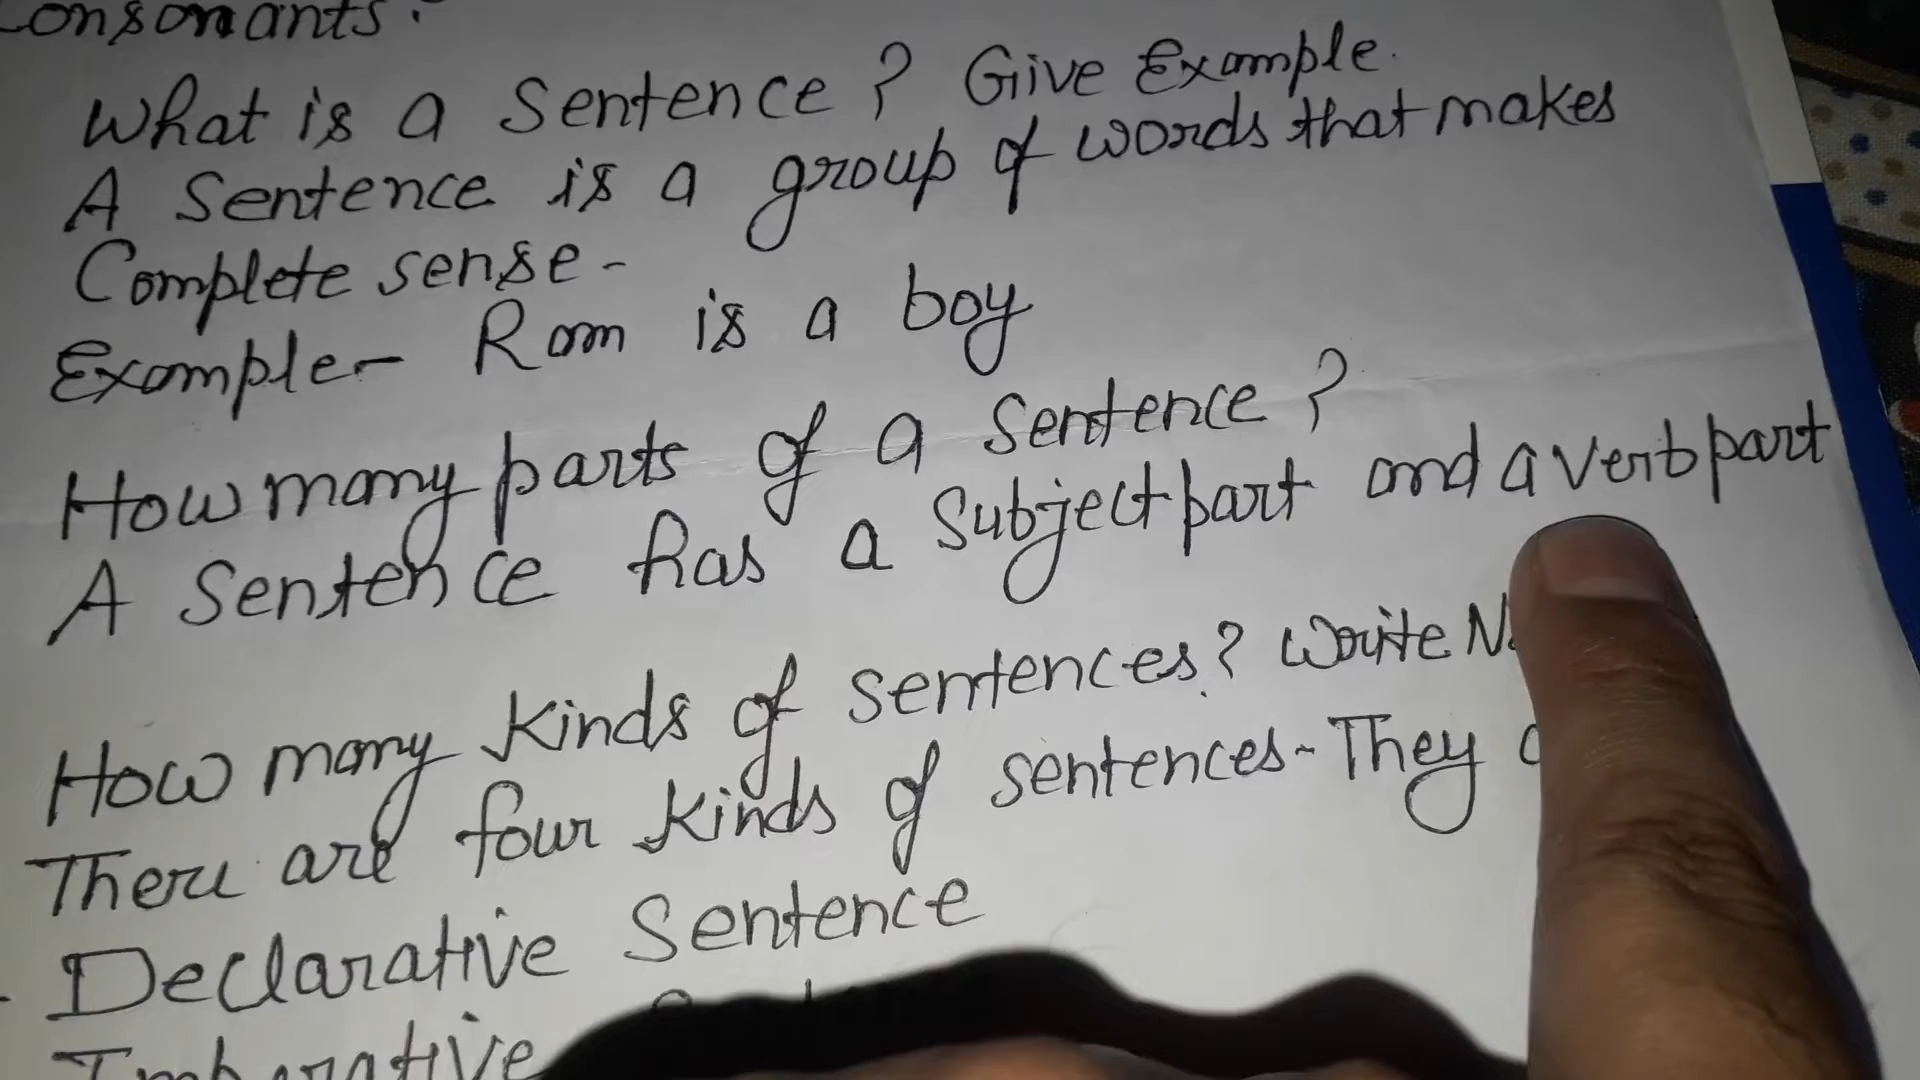 Consonants.
What is a Sentence? Give Example.
A Sentence is a group of words that makes
Complete sense-
Example- Ram is a boy
How many parts of a Sentence?
A Sentence has a Subject part and a verb part
How many kinds of sentences? Write
There are four kinds of sentences- They
Declarative Sentence
Imperative